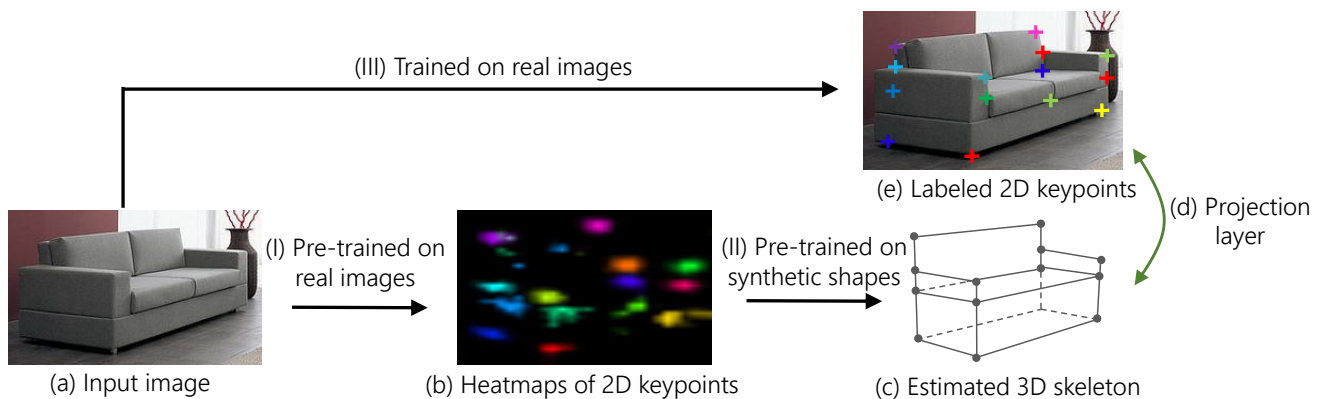 (III) Trained on real images
(e) Labeled 2D keypoints
(d) Projection
layer
(I) Pre-trained on
real images
(II) Pre-trained on
synthetic shapes
(a) Input image
(b) Heatmaps of 2D keypoints
(c) Estimated 3D skeleton